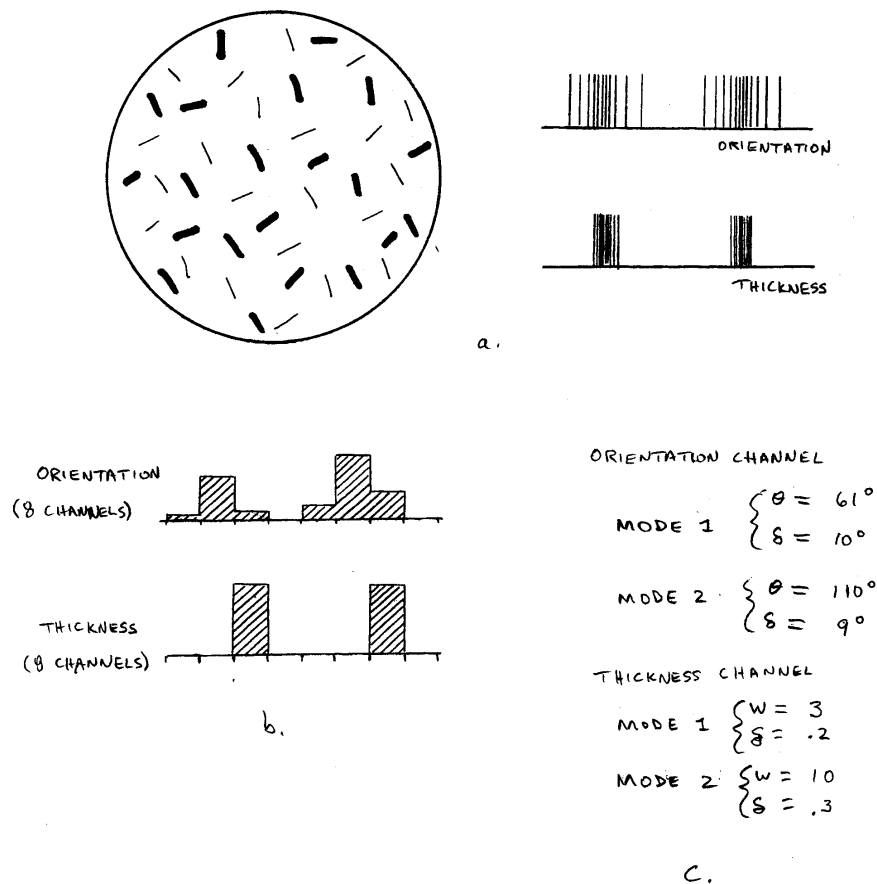 ORIENTATION
THICKNESS
a.
ORIENTATION
(8 CHANNELS)
THICKNESS
(8 CHANNELS)
b.
ORIENTATION CHANNEL
MODE 1 { θ = 61°
δ = 10°
MODE 2 { θ = 110°
δ = 9°
THICKNESS CHANNEL
MODE 1 { W = 3
δ = .2
MODE 2 { W = 10
δ = .3
c.